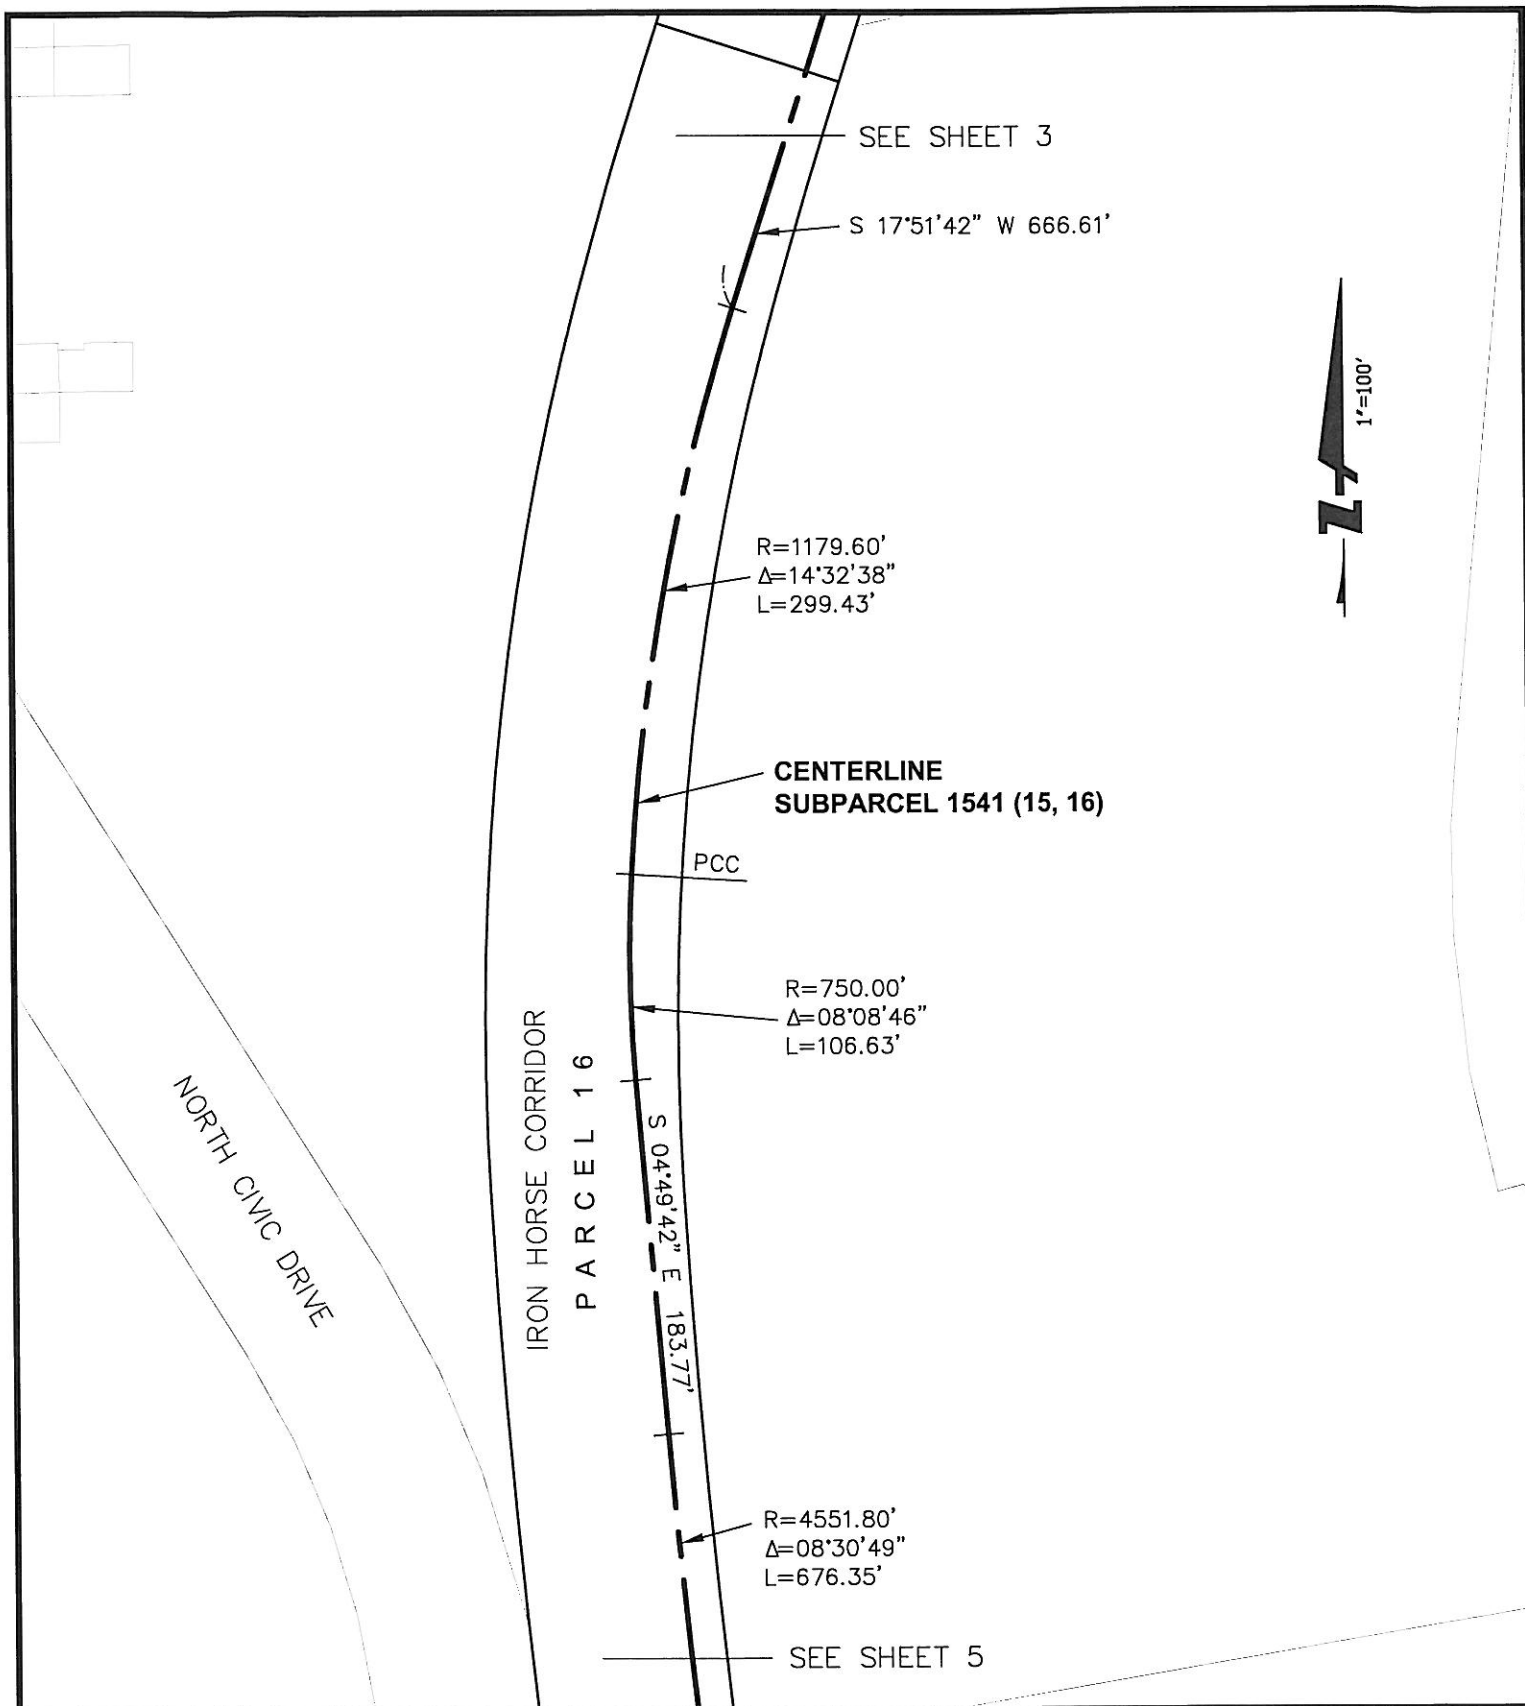 SEE SHEET 3
S 17°51'42" W 666.61'
1"=100'
N
R=1179.60'
Δ=14°32'38"
L=299.43'
CENTERLINE
SUBPARCEL 1541 (15, 16)
PCC
R=750.00'
Δ=08°08'46"
L=106.63'
IRON HORSE CORRIDOR
PARCEL 16
S 04°49'42" E 183.77'
NORTH CIVIC DRIVE
R=4551.80'
Δ=08°30'49"
L=676.35'
SEE SHEET 5